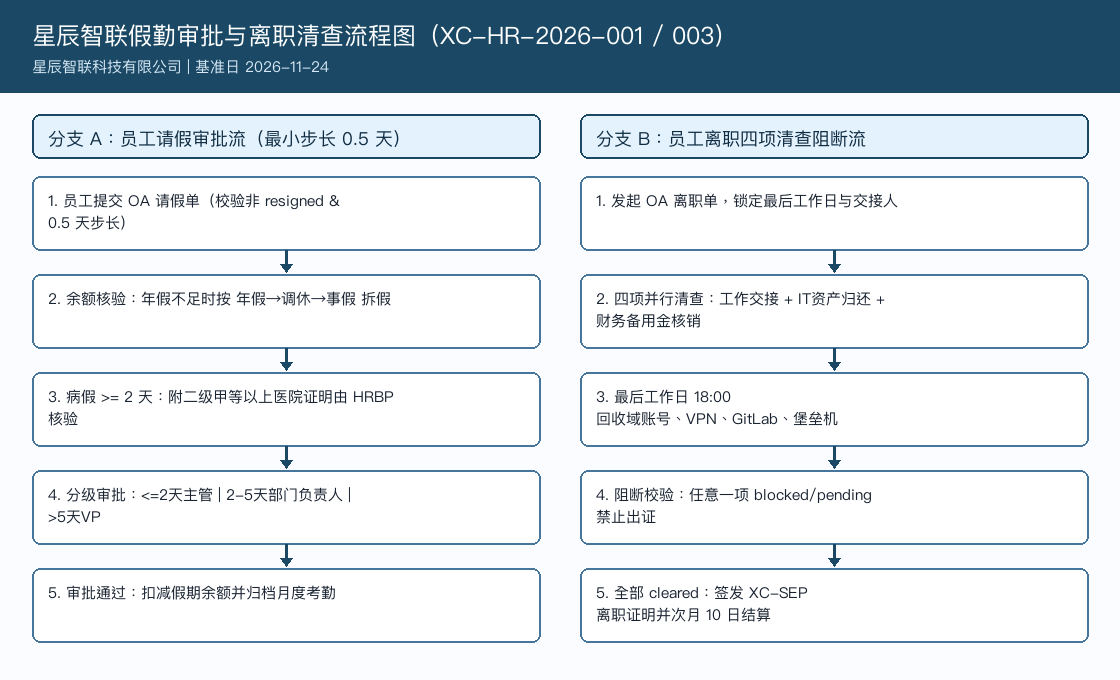 星辰智联假勤审批与离职清查流程图（XC-HR-2026-001 / 003）
星辰智联科技有限公司 | 基准日 2026-11-24
分支 A：员工请假审批流（最小步长 0.5 天）
1. 员工提交 OA 请假单（校验非 resigned &
0.5 天步长）
2. 余额核验：年假不足时按 年假→调休→事假 拆假
3. 病假 >= 2 天：附二级甲等以上医院证明由 HRBP
核验
4. 分级审批：<=2天主管 | 2-5天部门负责人 |
>5天VP
5. 审批通过：扣减假期余额并归档月度考勤
分支 B：员工离职四项清查阻断流
1. 发起 OA 离职单，锁定最后工作日与交接人
2. 四项并行清查：工作交接 + IT资产归还 +
财务备用金核销
3. 最后工作日 18:00
回收域账号、VPN、GitLab、堡垒机
4. 阻断校验：任意一项 blocked/pending
禁止出证
5. 全部 cleared：签发 XC-SEP
离职证明并次月 10 日结算